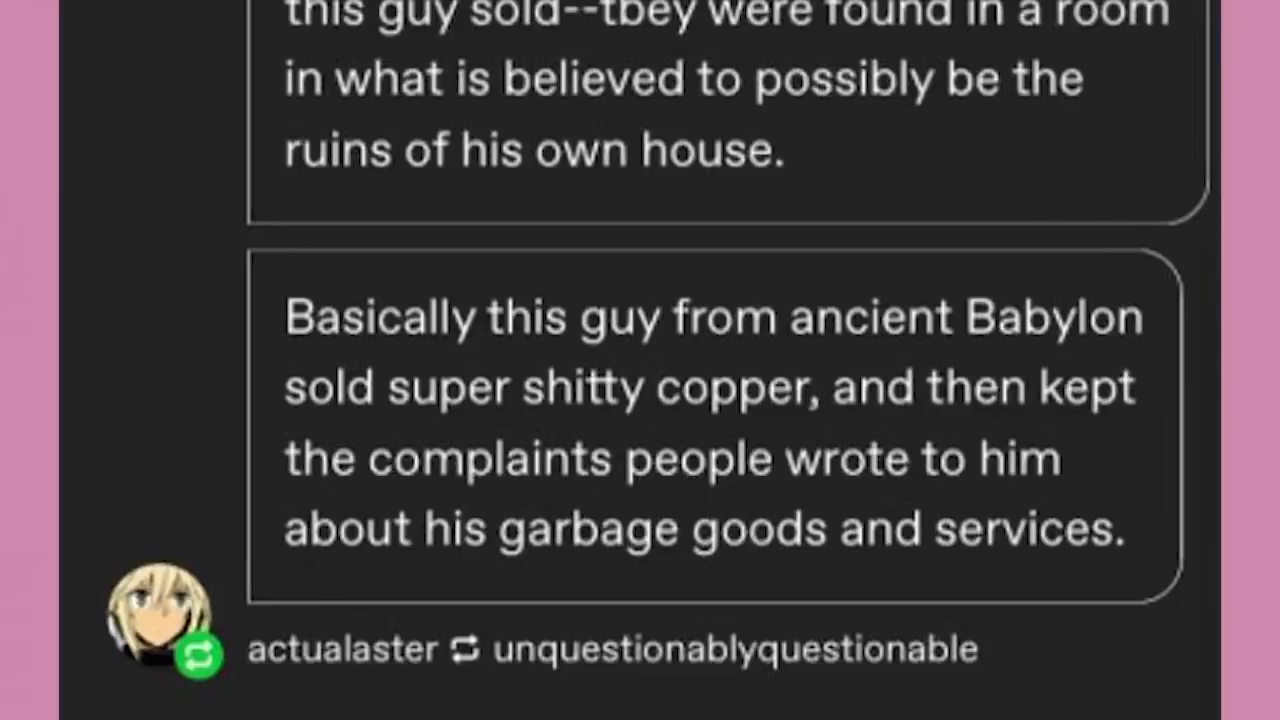 this guy sold--tbey were found in a room
in what is believed to possibly be the
ruins of his own house.
Basically this guy from ancient Babylon
sold super shitty copper, and then kept
the complaints people wrote to him
about his garbage goods and services.
actualaster unquestionablyquestionable